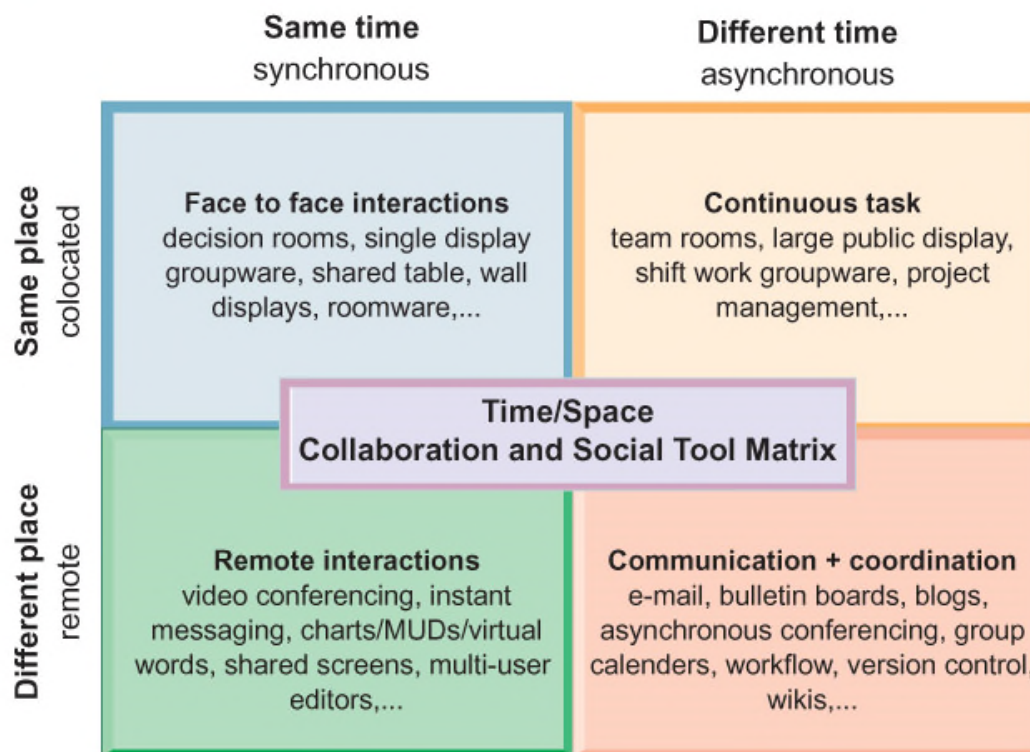 Same time
synchronous
Different time
asynchronous
Same place
colocated
Face to face interactions
decision rooms, single display
groupware, shared table, wall
displays, roomware,...
Continuous task
team rooms, large public display,
shift work groupware, project
management,...
Time/Space
Collaboration and Social Tool Matrix
Different place
remote
Remote interactions
video conferencing, instant
messaging, charts/MUDs/virtual
words, shared screens, multi-user
editors,...
Communication + coordination
e-mail, bulletin boards, blogs,
asynchronous conferencing, group
calenders, workflow, version control,
wikis,...